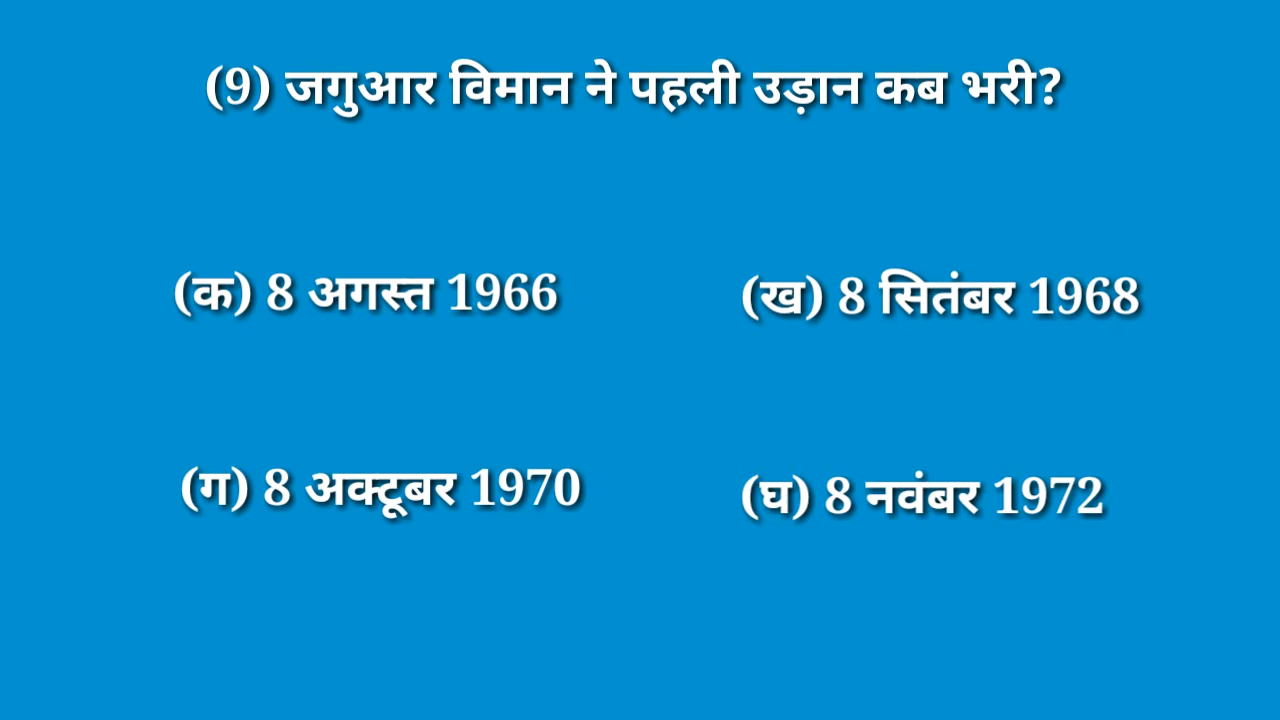 (9) जगुआर विमान ने पहली उड़ान कब भरी?
(क) 8 अगस्त 1966
(ख) 8 सितंबर 1968
(ग) 8 अक्टूबर 1970
(घ) 8 नवंबर 1972